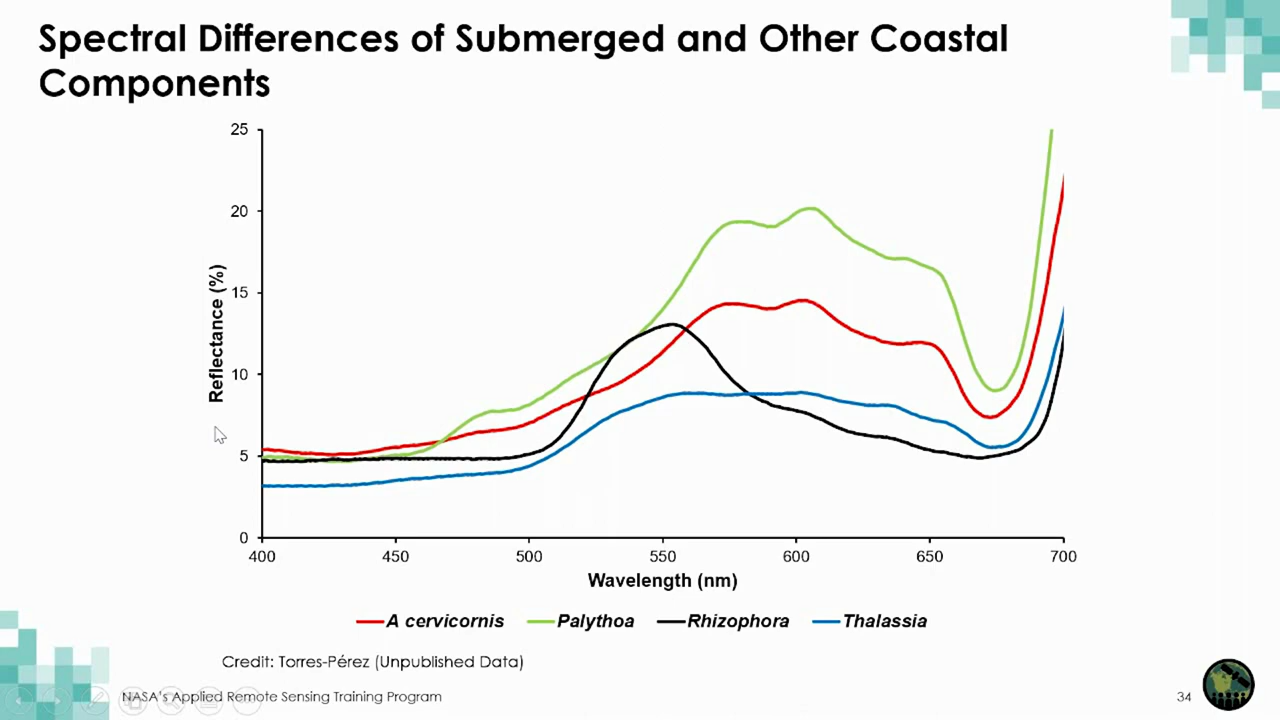 Spectral Differences of Submerged and Other Coastal
Components
25
20
15
10
5
0
Reflectance (%)
400 450 500 550 600 650 700
Wavelength (nm)
A cervicornis Palythoa Rhizophora Thalassia
Credit: Torres-Pérez (Unpublished Data)
NASA's Applied Remote Sensing Training Program
34